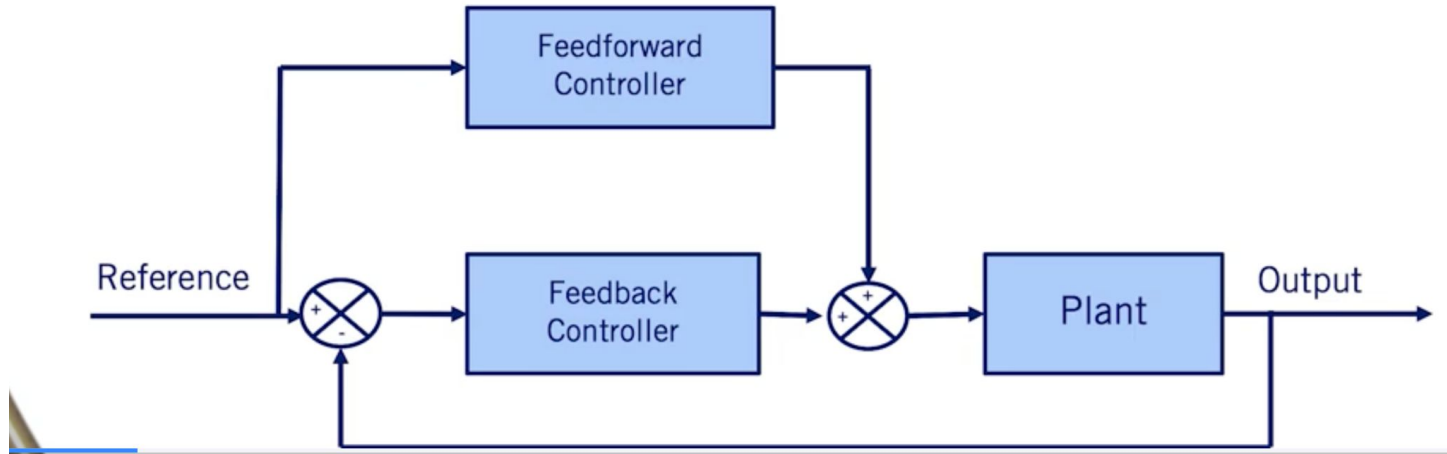 Feedforward
Controller
Reference
+
-
Feedback
Controller
+
+
Plant
Output